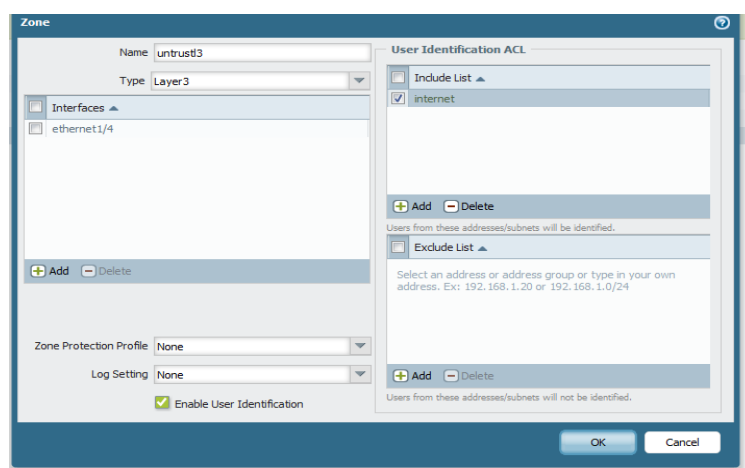 Zone
Name untrustl3
Type Layer3
Interfaces
ethernet1/4
Add Delete
Zone Protection Profile None
Log Setting None
Enable User Identification
User Identification ACL
Include List
internet
Add Delete
Users from these addresses/subnets will be identified.
Exclude List
Select an address or address group or type in your own
address. Ex: 192.168.1.20 or 192.168.1.0/24
Add Delete
Users from these addresses/subnets will not be identified.
OK Cancel